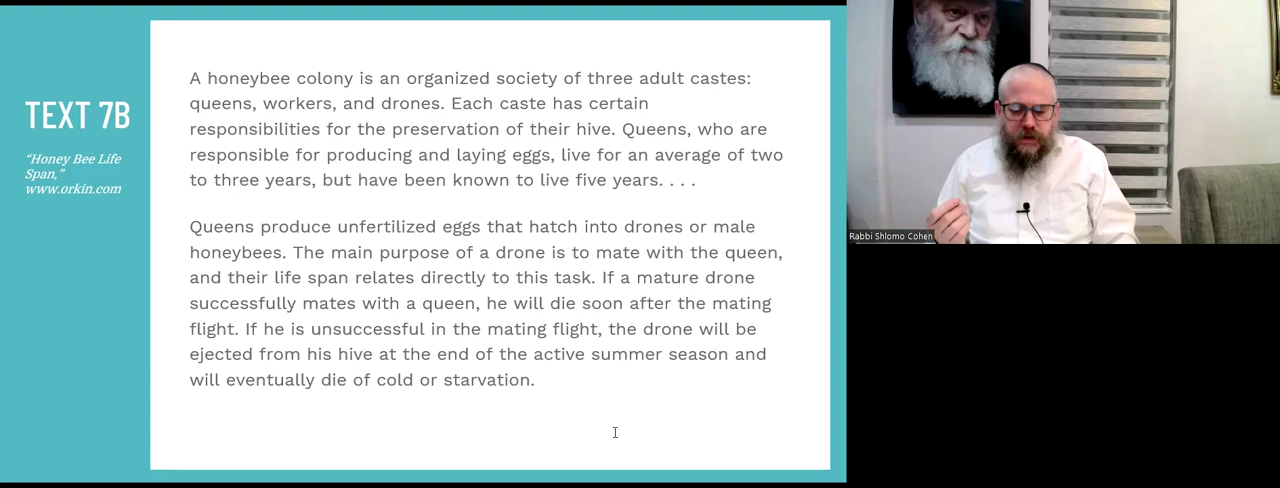 TEXT 7B
“Honey Bee Life
Span,”
www.orkin.com
A honeybee colony is an organized society of three adult castes:
queens, workers, and drones. Each caste has certain
responsibilities for the preservation of their hive. Queens, who are
responsible for producing and laying eggs, live for an average of two
to three years, but have been known to live five years. . . .
Queens produce unfertilized eggs that hatch into drones or male
honeybees. The main purpose of a drone is to mate with the queen,
and their life span relates directly to this task. If a mature drone
successfully mates with a queen, he will die soon after the mating
flight. If he is unsuccessful in the mating flight, the drone will be
ejected from his hive at the end of the active summer season and
will eventually die of cold or starvation.
Rabbi Shlomo Cohen